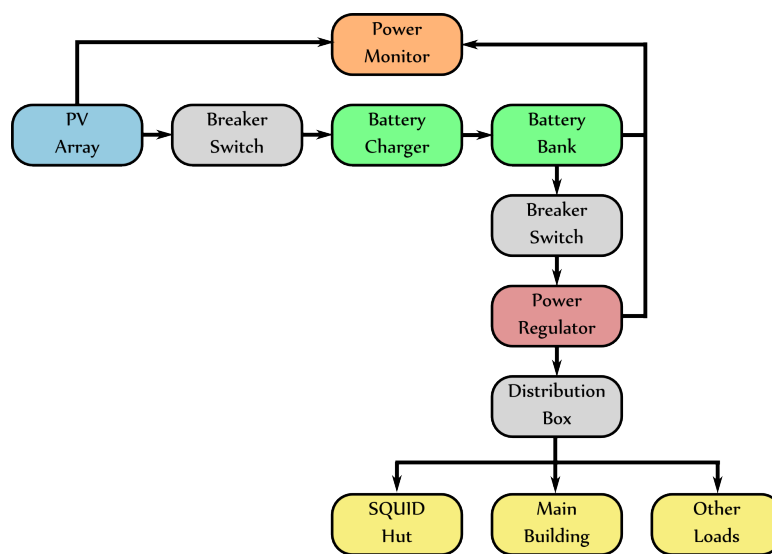 Power
Monitor
PV
Array
Breaker
Switch
Battery
Charger
Battery
Bank
Breaker
Switch
Power
Regulator
Distribution
Box
SQUID
Hut
Main
Building
Other
Loads